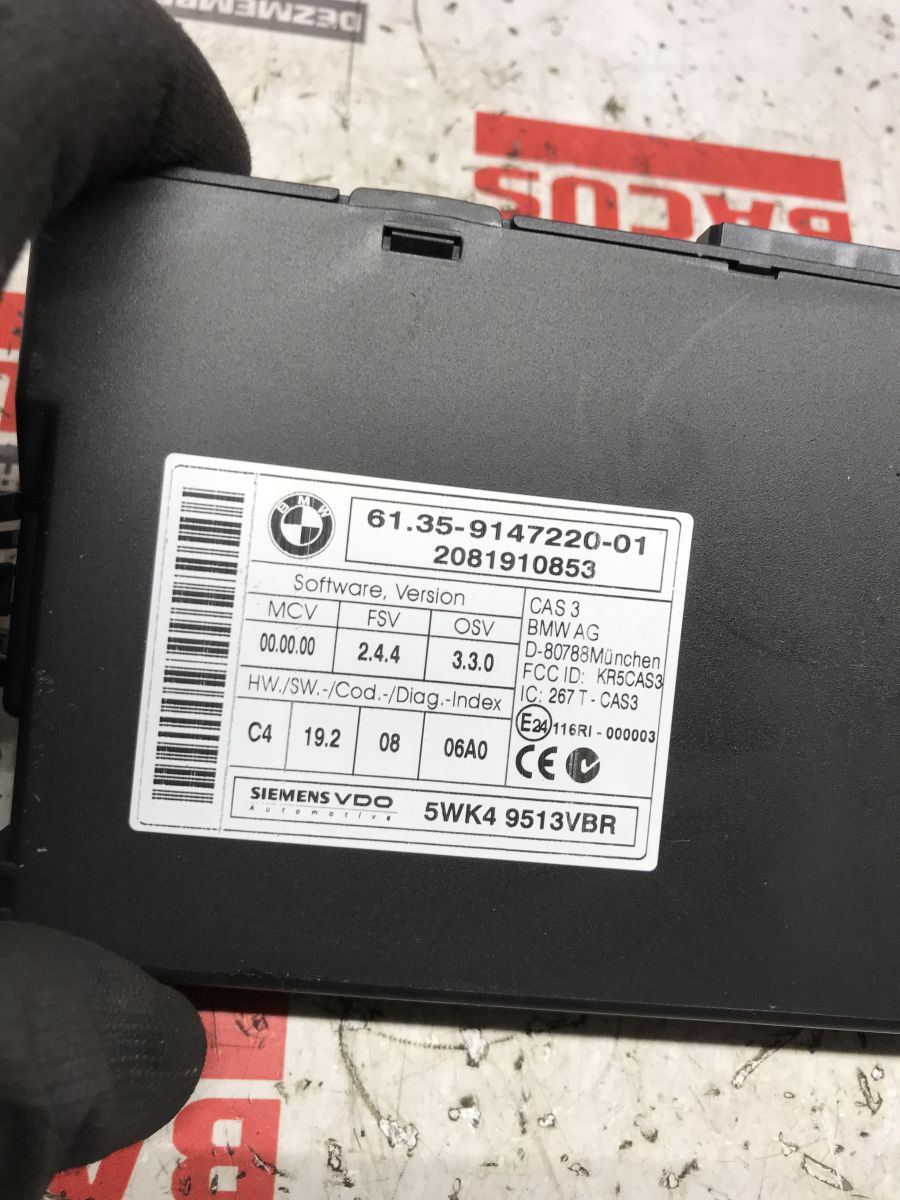 DEZMEMBR
BACUS
BMW
61.35-9147220-01
2081910853
Software, Version
MCV FSV OSV
00.00.00 2.4.4 3.3.0
HW./SW.-/Cod.-/Diag.-Index
C4 19.2 08 06A0
CAS 3
BMW AG
D-80788München
FCC ID: KR5CAS3
IC: 267 T - CAS3
E24 116RI - 000003
CE
SIEMENS VDO
Automotive
5WK4 9513VBR
BA